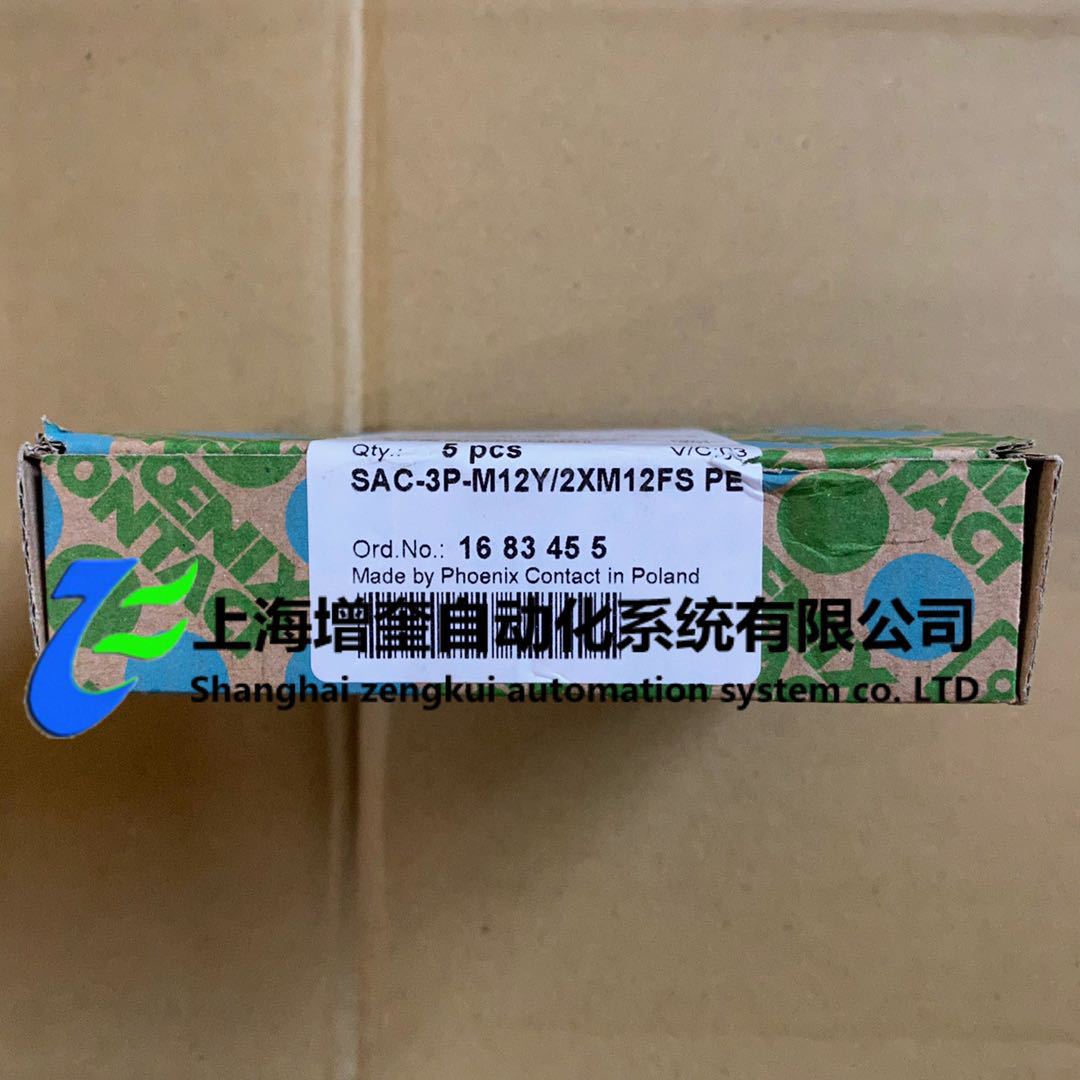 Qty.: 5 pcs V/C:03
SAC-3P-M12Y/2XM12FS PE
Ord.No.: 16 83 45 5
Made by Phoenix Contact in Poland
上海增奎自动化系统有限公司
Shanghai zengkui automation system co. LTD